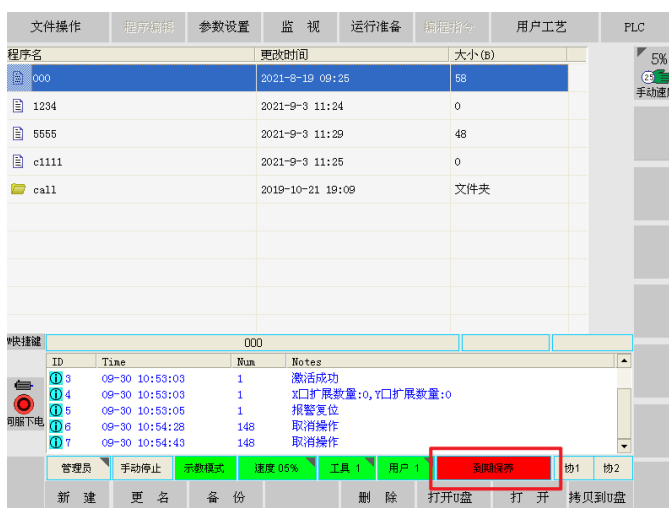 文件操作 程序编辑 参数设置 监 视 运行准备 编程指令 用户工艺 PLC
程序名 更改时间 大小(B)
000 2021-8-19 09:25 58
1234 2021-9-3 11:24 0
5555 2021-9-3 11:29 48
c1111 2021-9-3 11:25 0
call 2019-10-21 19:09 文件夹
5%
25
手动速
快捷键 000
ID Time Num Notes
3 09-30 10:53:03 1 激活成功
4 09-30 10:53:03 1 X口扩展数量:0,Y口扩展数量:0
5 09-30 10:53:05 1 报警复位
6 09-30 10:54:28 148 取消操作
7 09-30 10:54:43 148 取消操作
伺服下电
管理员 手动停止 示教模式 速度 05% 工具 1 用户 1 到期保养 协1 协2
新 建 更 名 备 份 删 除 打开U盘 打 开 拷贝到U盘